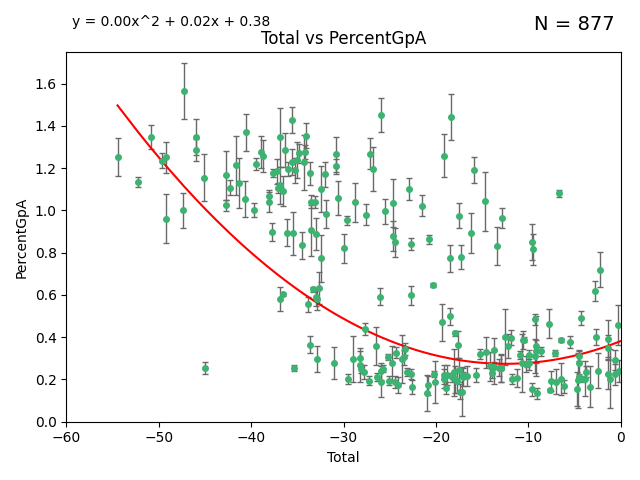 y = 0.00x^2 + 0.02x + 0.38
N = 877
Total vs PercentGpA
PercentGpA
1.6
1.4
1.2
1.0
0.8
0.6
0.4
0.2
0.0
−60 −50 −40 −30 −20 −10 0
Total